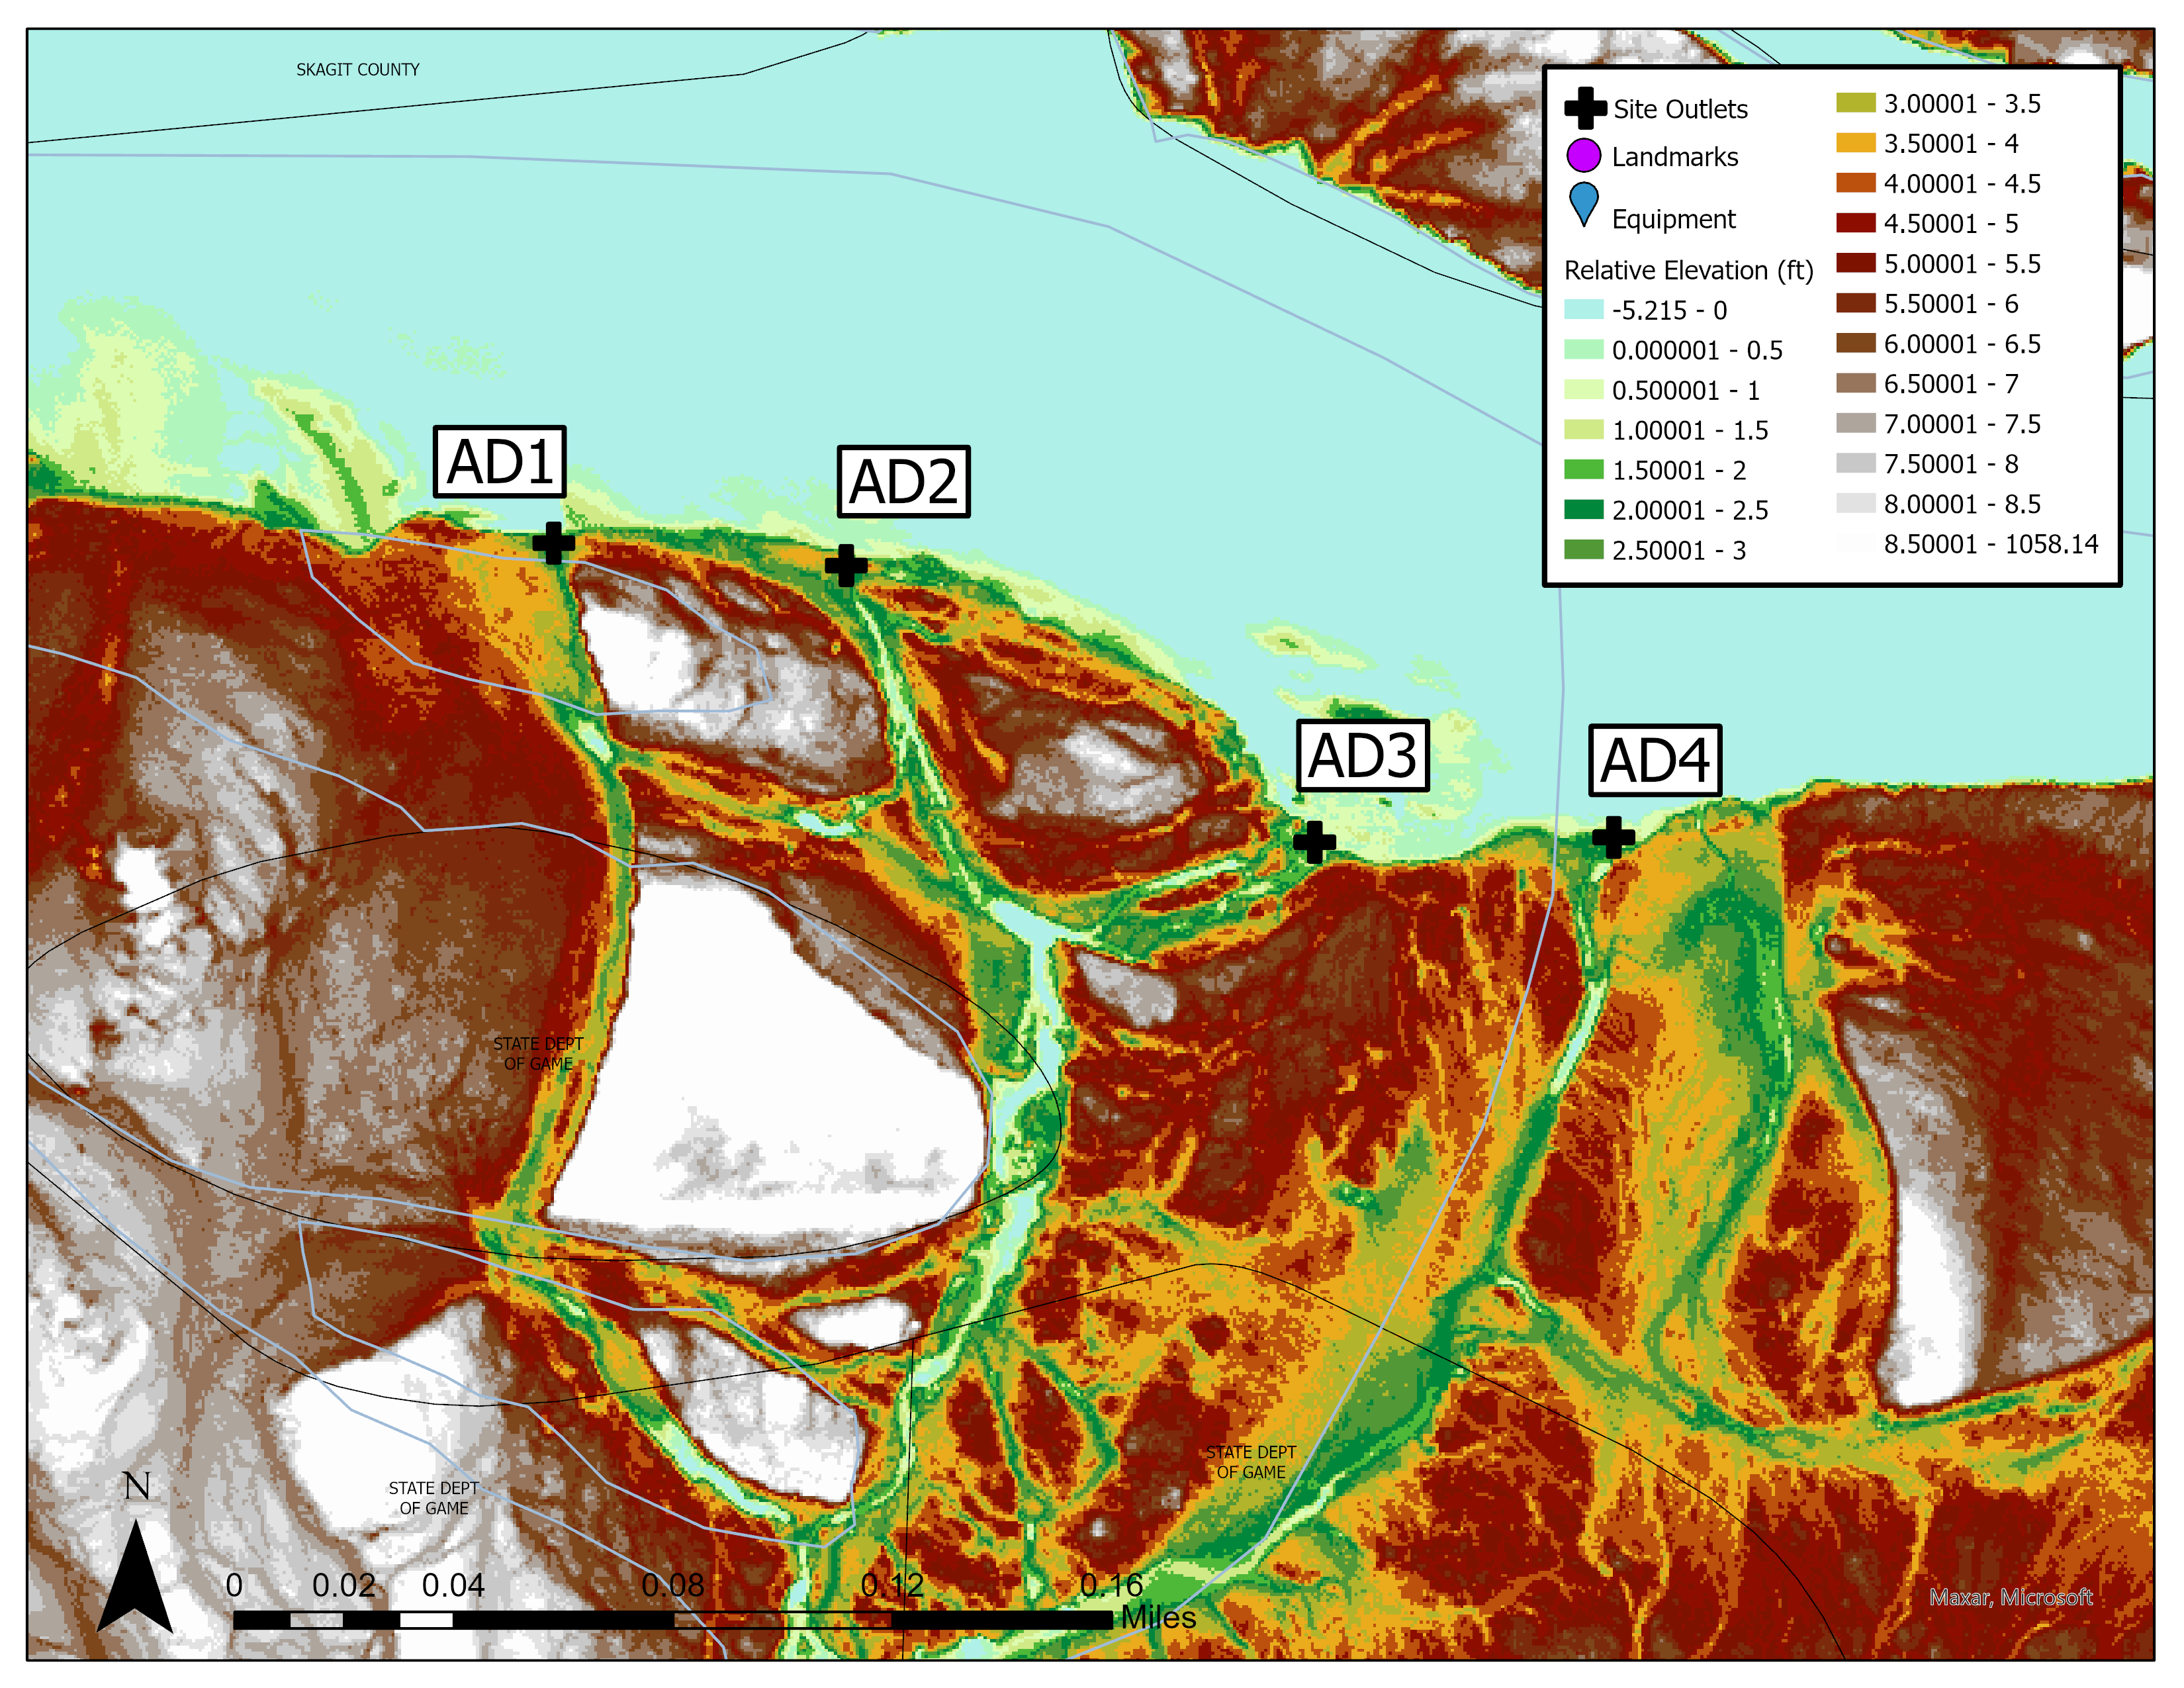 SKAGIT COUNTY
Site Outlets
Landmarks
Equipment
Relative Elevation (ft)
-5.215 - 0
0.000001 - 0.5
0.500001 - 1
1.00001 - 1.5
1.50001 - 2
2.00001 - 2.5
2.50001 - 3
3.00001 - 3.5
3.50001 - 4
4.00001 - 4.5
4.50001 - 5
5.00001 - 5.5
5.50001 - 6
6.00001 - 6.5
6.50001 - 7
7.00001 - 7.5
7.50001 - 8
8.00001 - 8.5
8.50001 - 1058.14
AD1
AD2
AD3
AD4
STATE DEPT
OF GAME
STATE DEPT
OF GAME
STATE DEPT
OF GAME
N
0 0.02 0.04 0.08 0.12 0.16
Miles
Maxar, Microsoft